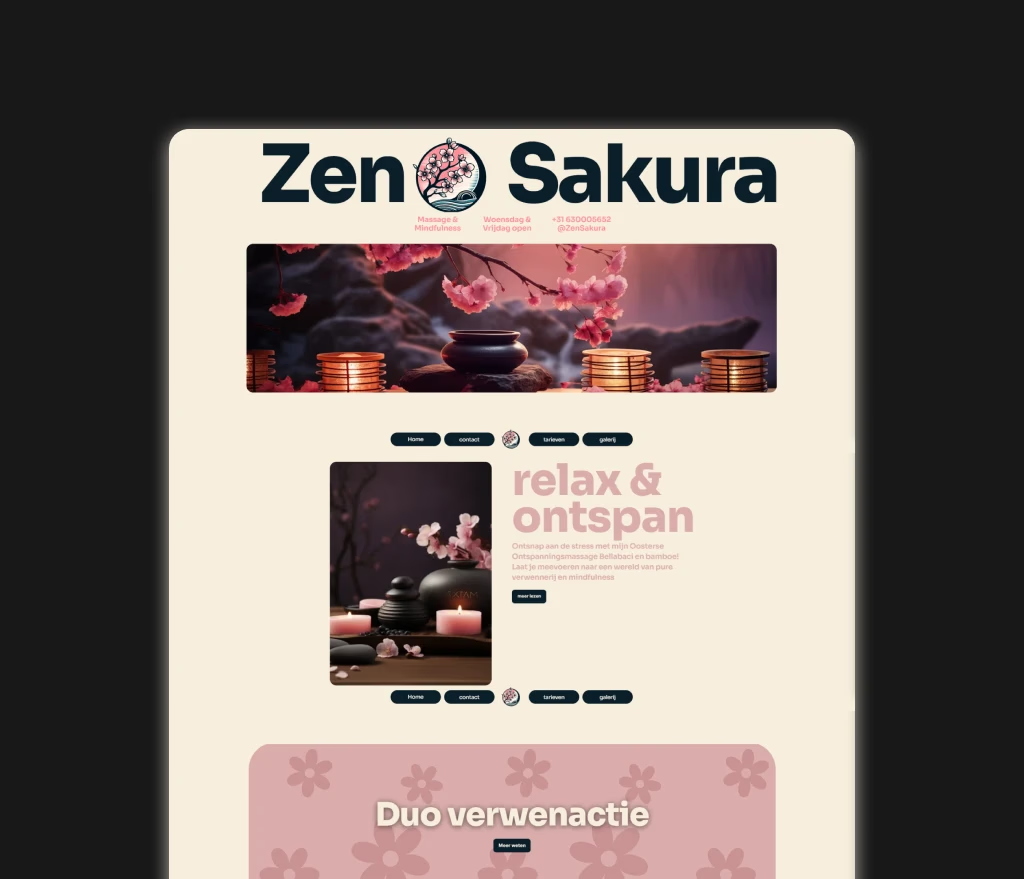 Zen Sakura
Massage & Mindfulness
Woensdag & Vrijdag open
+31 630005652
@ZenSakura
Home contact tarieven galerij
relax &
ontspan
Ontsnap aan de stress met mijn Oosterse
Ontspanningsmassage Bellabaci en bamboe!
Laat je meevoeren naar een wereld van pure
verwennerij en mindfulness
meer lezen
Home contact tarieven galerij
Duo verwenactie
Meer weten